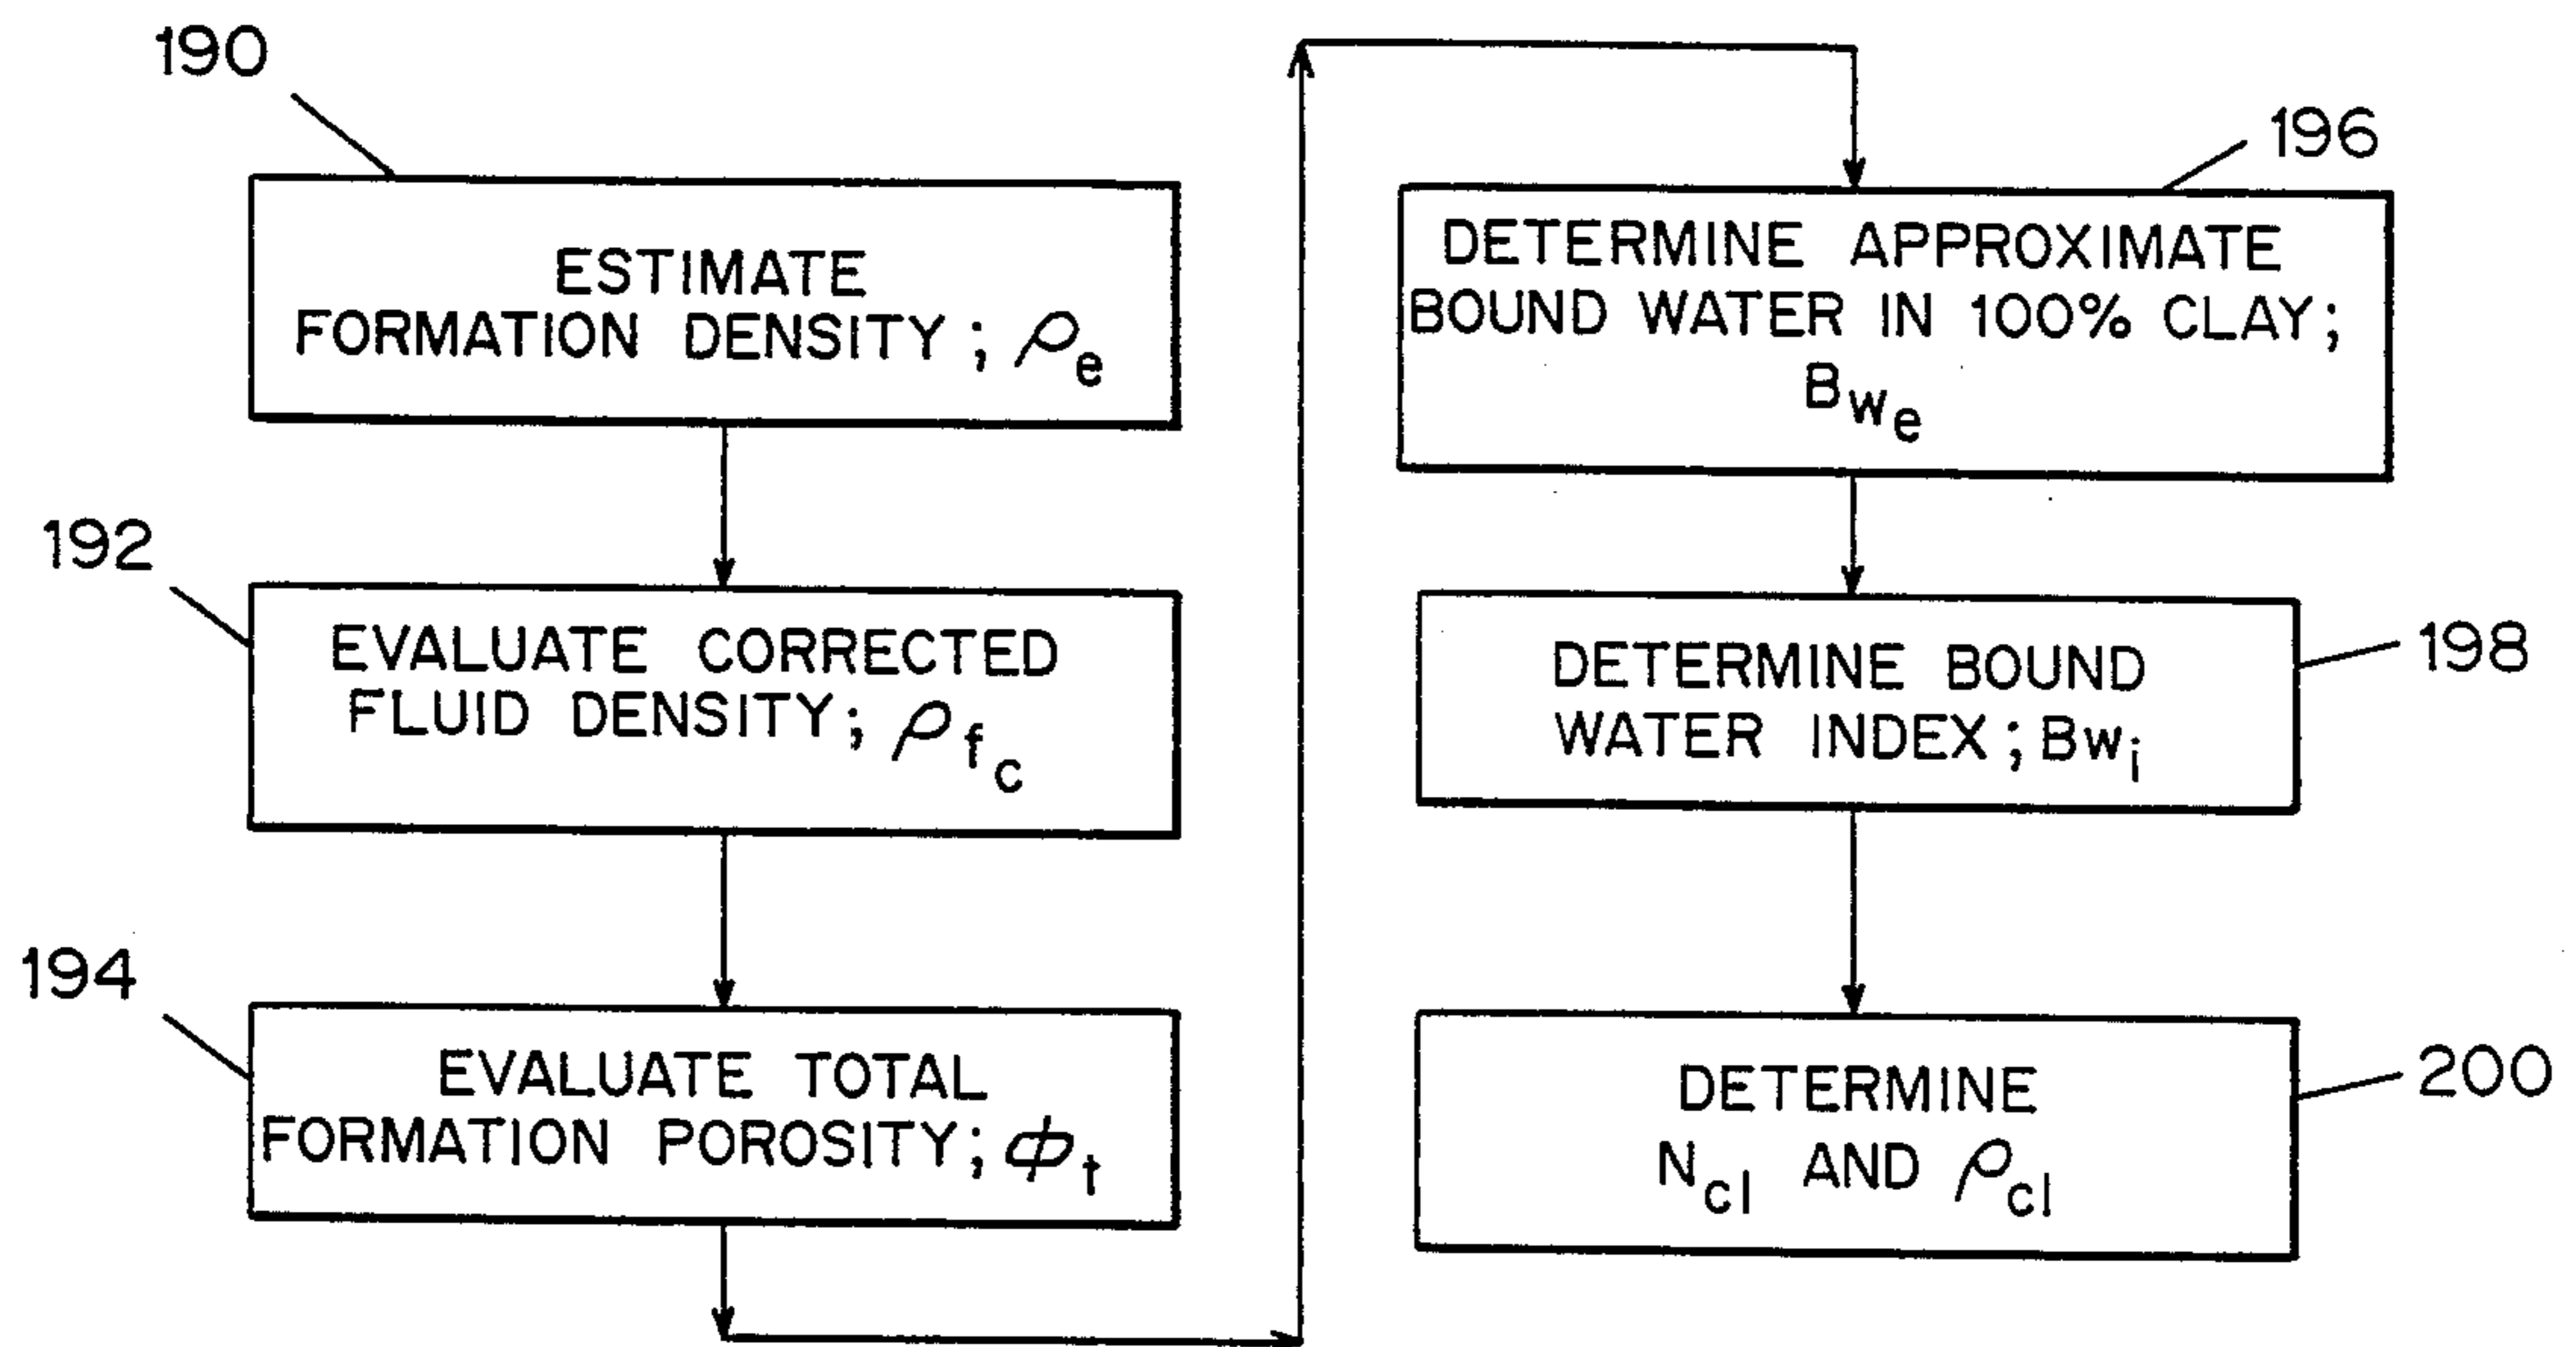 190
ESTIMATE
FORMATION DENSITY; ρe
192
EVALUATE CORRECTED
FLUID DENSITY; ρfc
194
EVALUATE TOTAL
FORMATION POROSITY; ϕt
196
DETERMINE APPROXIMATE
BOUND WATER IN 100% CLAY;
Bwe
198
DETERMINE BOUND
WATER INDEX; Bwi
200
DETERMINE
Ncl AND ρcl